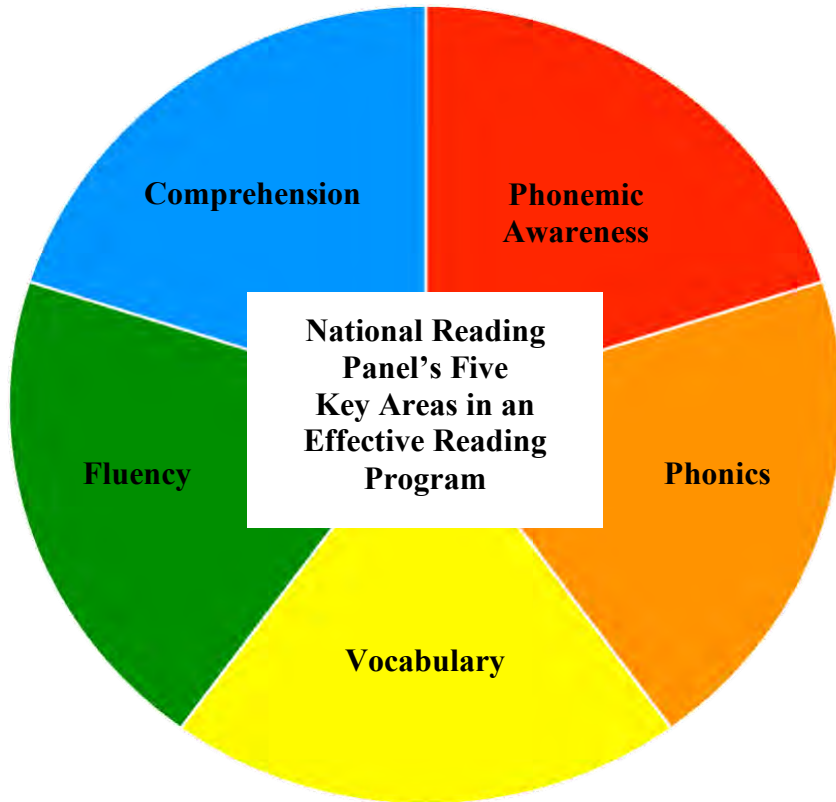 Comprehension
Phonemic
Awareness
National Reading
Panel’s Five
Key Areas in an
Effective Reading
Program
Fluency
Phonics
Vocabulary